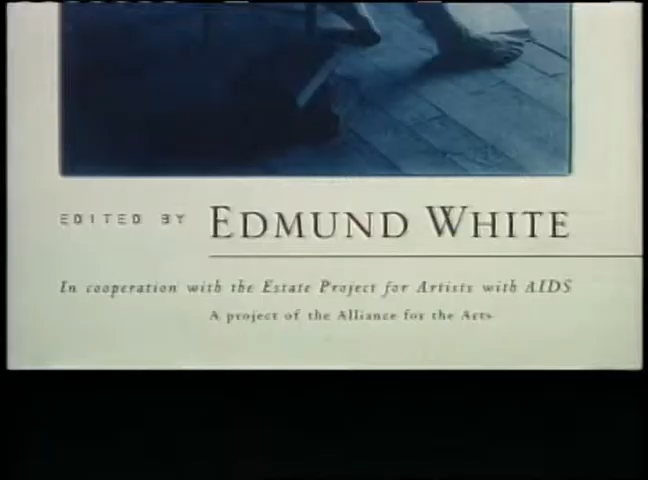 EDITED BY EDMUND WHITE
In cooperation with the Estate Project for Artists with AIDS
A project of the Alliance for the Arts